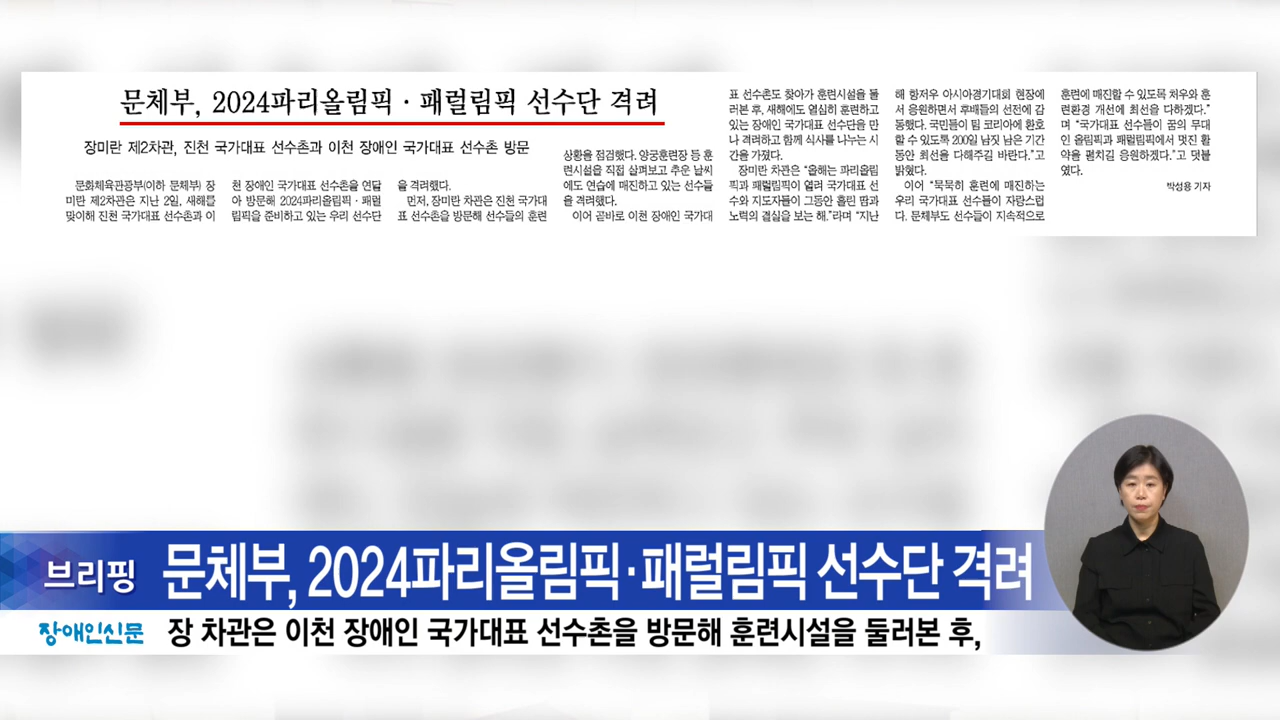 문체부, 2024파리올림픽 · 패럴림픽 선수단 격려
장미란 제2차관, 진천 국가대표 선수촌과 이천 장애인 국가대표 선수촌 방문
문화체육관광부(이하 문체부) 장
미란 제2차관은 지난 2일, 새해를
맞이해 진천 국가대표 선수촌과 이
천 장애인 국가대표 선수촌을 연달
아 방문해 2024파리올림픽 · 패럴
림픽을 준비하고 있는 우리 선수단
을 격려했다.
먼저, 장미란 차관은 진천 국가대
표 선수촌을 방문해 선수들의 훈련
상황을 점검했다. 양궁훈련장 등 훈
련시설을 직접 살펴보고 추운 날씨
에도 연습에 매진하고 있는 선수들
을 격려했다.
이어 곧바로 이천 장애인 국가대
표 선수촌도 찾아가 훈련시설을 둘
러본 후, 새해에도 열심히 훈련하고
있는 장애인 국가대표 선수단을 만
나 격려하고 함께 식사를 나누는 시
간을 가졌다.
장미란 차관은 “올해는 파리올림
픽과 패럴림픽이 열려 국가대표 선
수와 지도자들이 그동안 흘린 땀과
노력의 결실을 보는 해.”라며 “지난
해 항저우 아시아경기대회 현장에
서 응원하면서 후배들의 선전에 감
동했다. 국민들이 팀 코리아에 환호
할 수 있도록 200일 남짓 남은 기간
동안 최선을 다해주길 바란다.”고
밝혔다.
이어 “묵묵히 훈련에 매진하는
우리 국가대표 선수들이 자랑스럽
다. 문체부도 선수들이 지속적으로
훈련에 매진할 수 있도록 처우와 훈
련환경 개선에 최선을 다하겠다.”
며 “국가대표 선수들이 꿈의 무대
인 올림픽과 패럴림픽에서 멋진 활
약을 펼치길 응원하겠다.”고 덧붙
였다.
박성용 기자
브리핑 문체부, 2024파리올림픽·패럴림픽 선수단 격려
장애인신문 장 차관은 이천 장애인 국가대표 선수촌을 방문해 훈련시설을 둘러본 후,